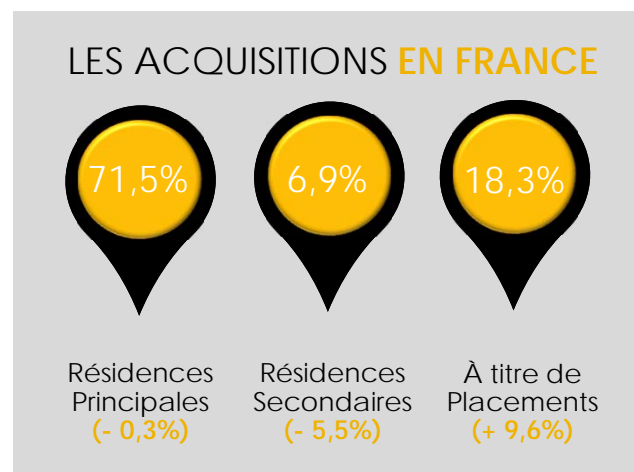 LES ACQUISITIONS EN FRANCE
71,5%
6,9%
18,3%
Résidences
Principales
(- 0,3%)
Résidences
Secondaires
(- 5,5%)
À titre de
Placements
(+ 9,6%)